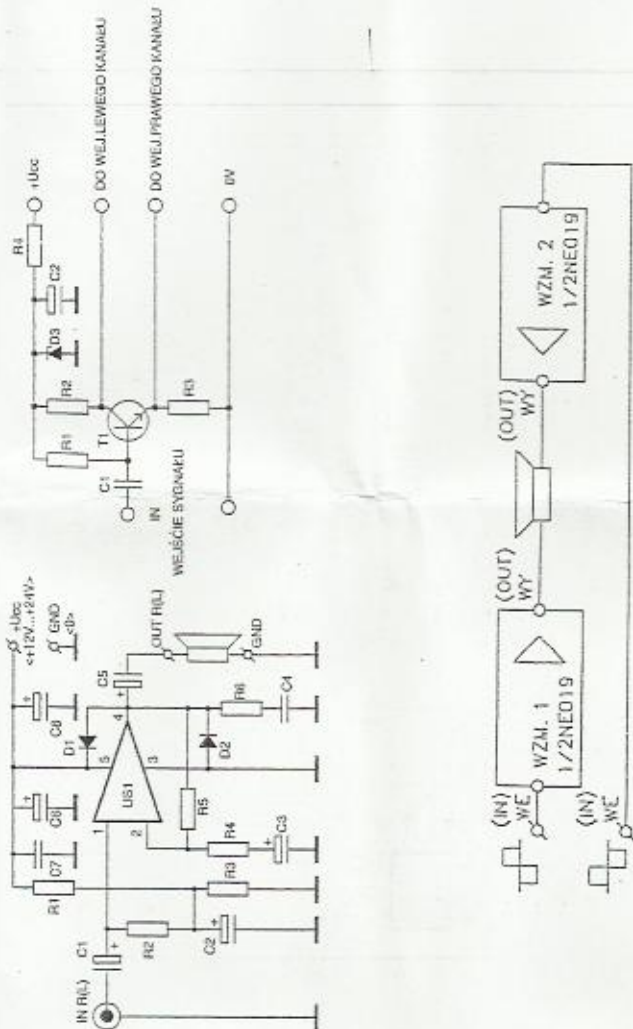 IN R(L)
C1
+
R2
C2
+
R1
R3
C7
C8
+
C6
+
+Ucc
<+12V...+24V>
GND
<0>
1
2
3
4
5
US1
D1
D2
R4
R5
C3
+
R6
C4
C5
+
OUT R(L)
GND
IN
C1
WEJŚCIE SYGNAŁU
R1
R2
T1
R3
D3
C2
R4
+Ucc
DO WEJ.LEWEGO KANAŁU
DO WEJ.PRAWEGO KANAŁU
0V
(IN)
WE
(IN)
WE
WZM. 1
1/2NE019
(OUT)
WY
(OUT)
WY
WZM. 2
1/2NE019